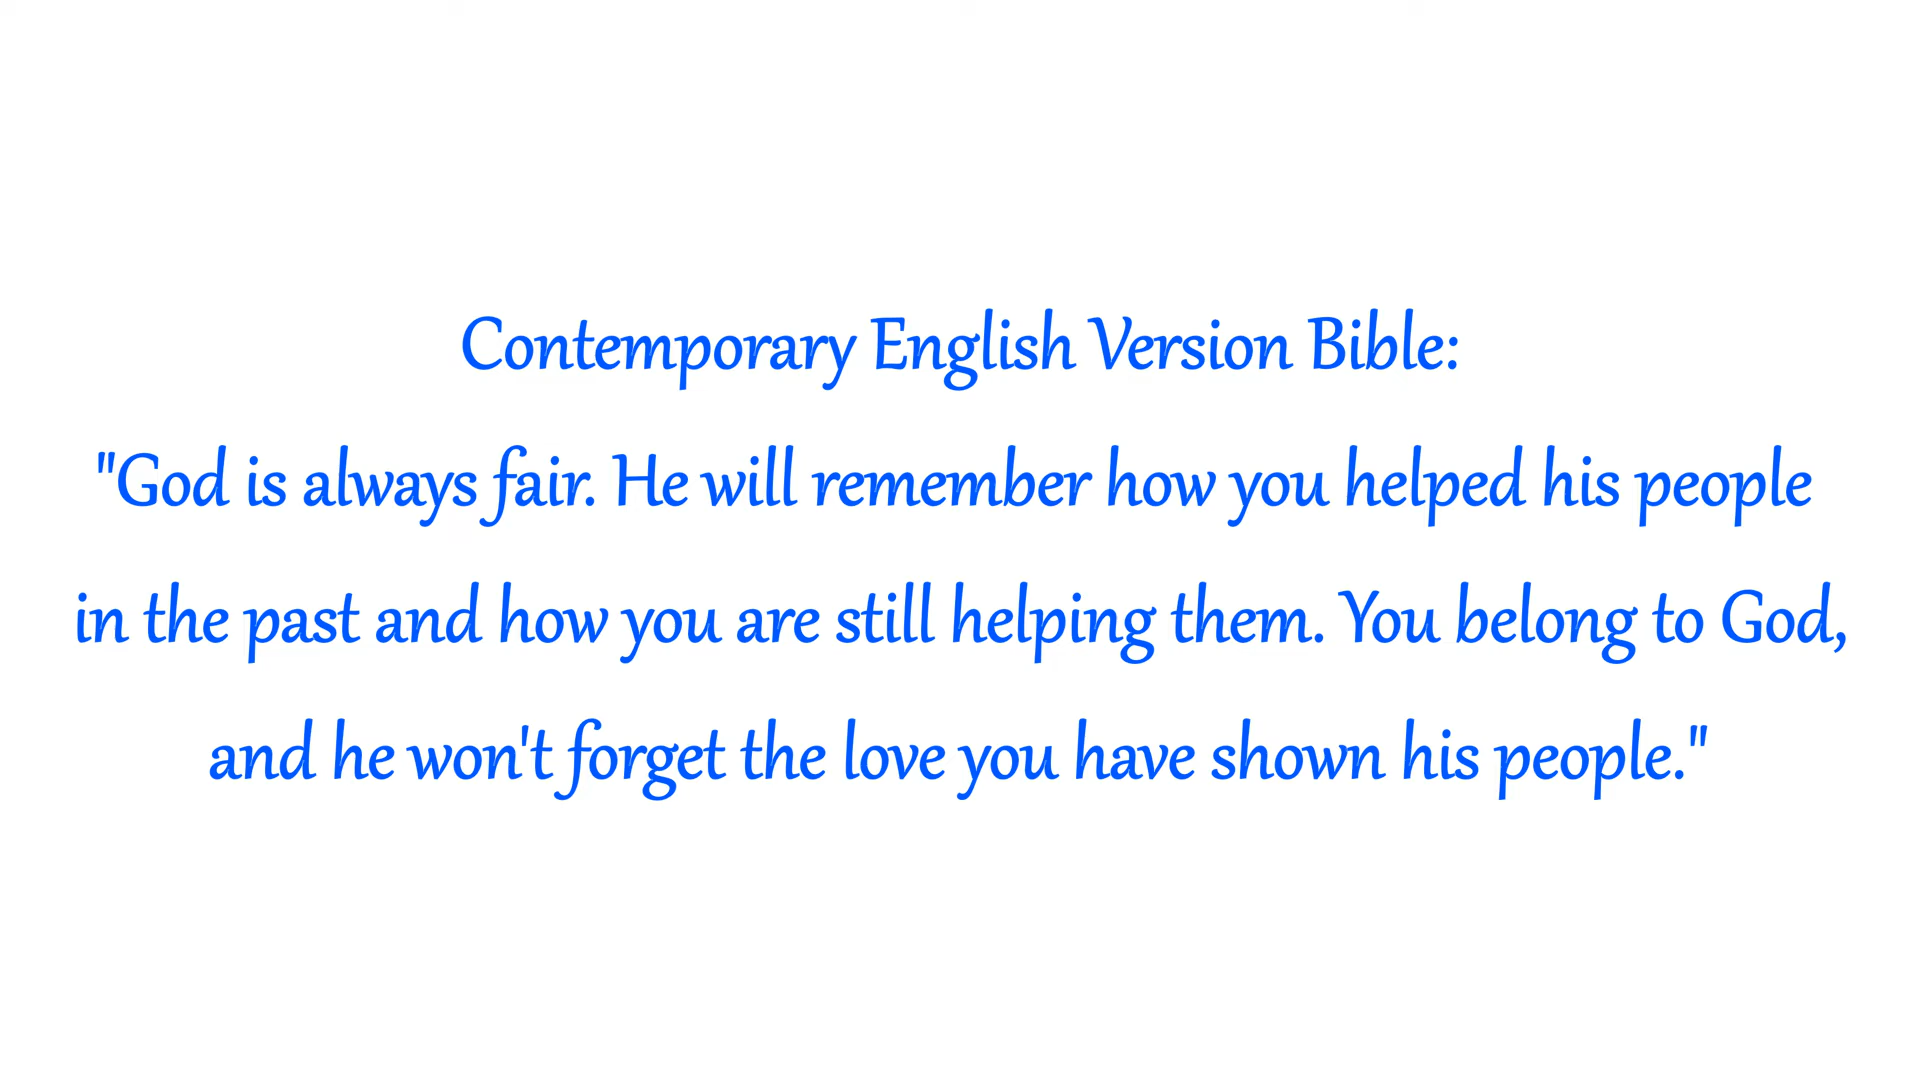 Contemporary English Version Bible:
"God is always fair. He will remember how you helped his people
in the past and how you are still helping them. You belong to God,
and he won't forget the love you have shown his people."